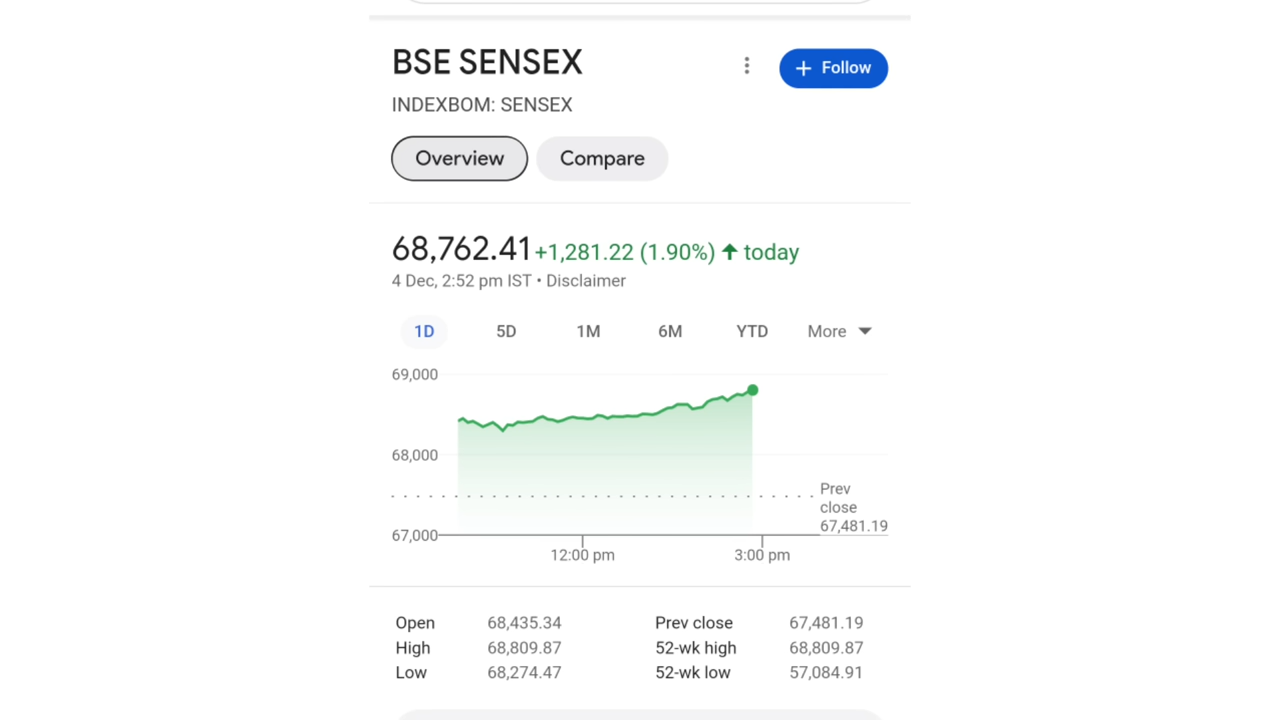 BSE SENSEX
+ Follow
INDEXBOM: SENSEX
Overview Compare
68,762.41 +1,281.22 (1.90%) ↑ today
4 Dec, 2:52 pm IST • Disclaimer
1D 5D 1M 6M YTD More
69,000
68,000
Prev
close
67,481.19
67,000
12:00 pm 3:00 pm
Open 68,435.34 Prev close 67,481.19
High 68,809.87 52-wk high 68,809.87
Low 68,274.47 52-wk low 57,084.91